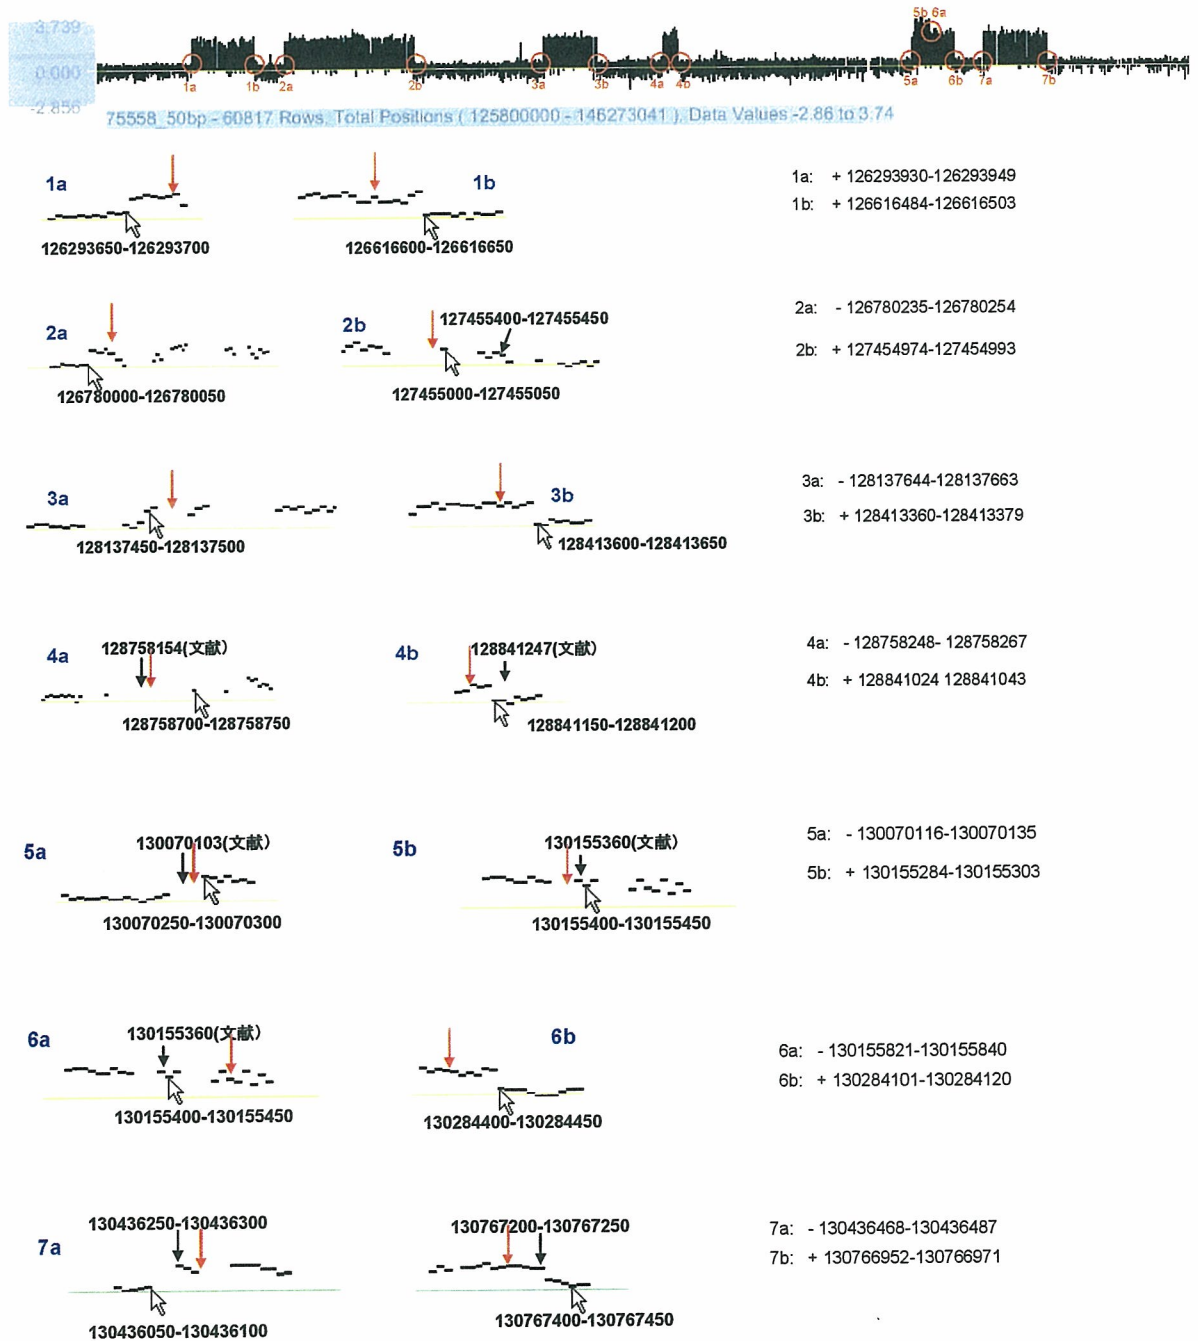 3.739
0.000
-2.856
5b 6a
1a 1b 2a 2b 3a 3b 4a 4b 5a 6b 7a 7b
75558_50bp - 60817 Rows, Total Positions ( 125800000 - 146273041 ), Data Values -2.86 to 3.74
1a
1b
126293650-126293700
126616600-126616650
1a: + 126293930-126293949
1b: + 126616484-126616503
2a
2b
127455400-127455450
126780000-126780050
127455000-127455050
2a: - 126780235-126780254
2b: + 127454974-127454993
3a
3b
128137450-128137500
128413600-128413650
3a: - 128137644-128137663
3b: + 128413360-128413379
4a
128758154(文献)
4b
128841247(文献)
128758700-128758750
128841150-128841200
4a: - 128758248- 128758267
4b: + 128841024 128841043
5a
130070103(文献)
5b
130155360(文献)
130070250-130070300
130155400-130155450
5a: - 130070116-130070135
5b: + 130155284-130155303
6a
130155360(文献)
6b
130155400-130155450
130284400-130284450
6a: - 130155821-130155840
6b: + 130284101-130284120
7a
130436250-130436300
130767200-130767250
130436050-130436100
130767400-130767450
7a: - 130436468-130436487
7b: + 130766952-130766971